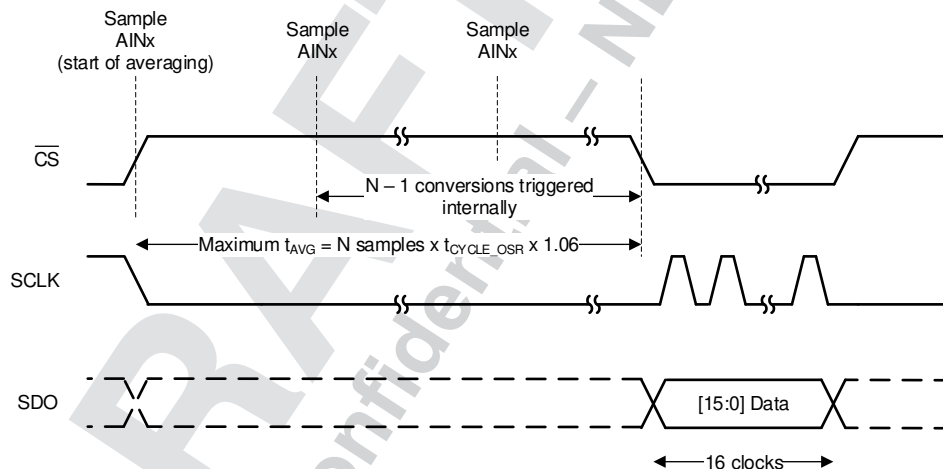 Sample
AINx
(start of averaging)
Sample
AINx
Sample
AINx
CS
N – 1 conversions triggered
internally
Maximum tAVG = N samples x tCYCLE_OSR x 1.06
SCLK
SDO
[15:0] Data
16 clocks